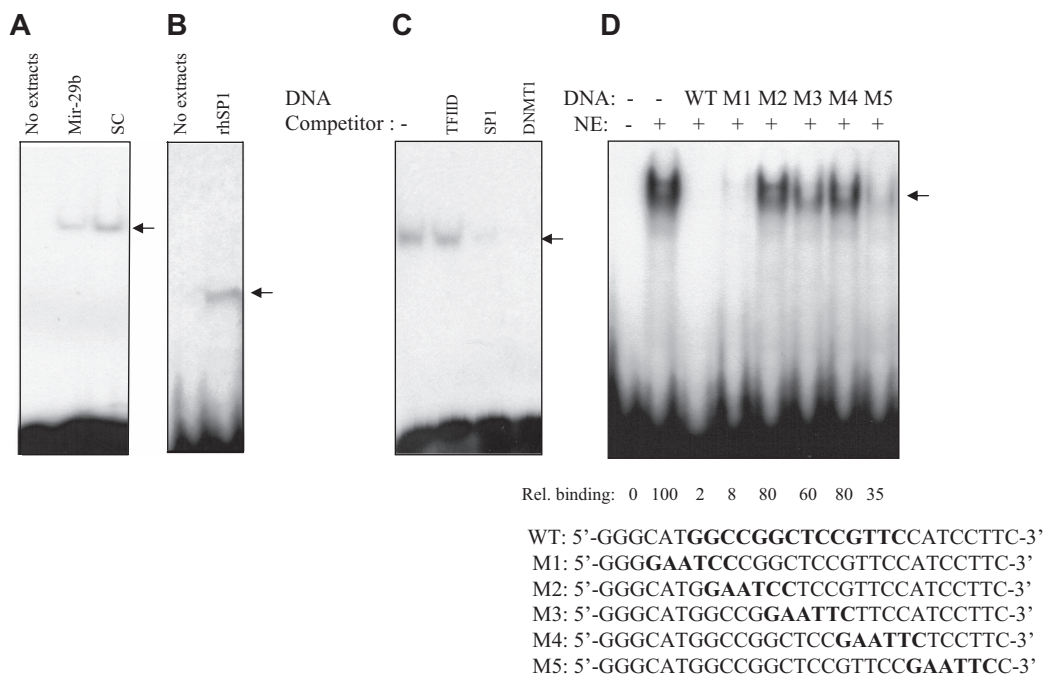 A
B
C
D
No extracts
Mir-29b
SC
No extracts
rhSP1
DNA
Competitor : - TFIID SP1 DNMT1
DNA: - - WT M1 M2 M3 M4 M5
NE: - + + + + + + +
Rel. binding: 0 100 2 8 80 60 80 35
WT: 5’-GGGCATGGCCGGCTCCGTTCCATCCTTC-3’
M1: 5’-GGGGAATCCCCGGCTCCGTTCCATCCTTC-3’
M2: 5’-GGGCATGGAATCCTCCGTTCCATCCTTC-3’
M3: 5’-GGGCATGGCCGGAATTCTTCCATCCTTC-3’
M4: 5’-GGGCATGGCCGGCTCCGAATTCTCCTTC-3’
M5: 5’-GGGCATGGCCGGCTCCGTTCCGAATTCC-3’